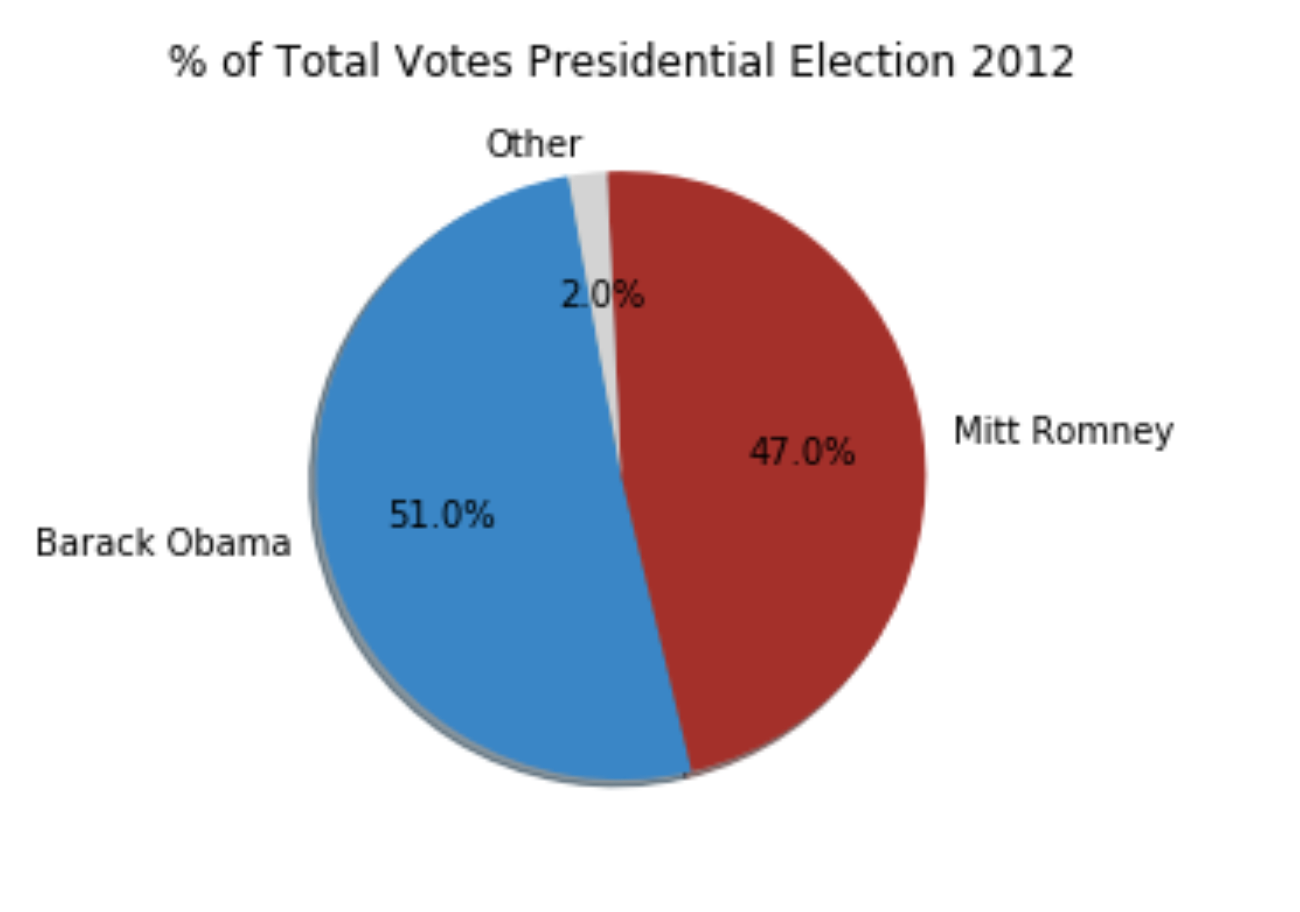 % of Total Votes Presidential Election 2012
Other
2.0%
Mitt Romney
47.0%
51.0%
Barack Obama